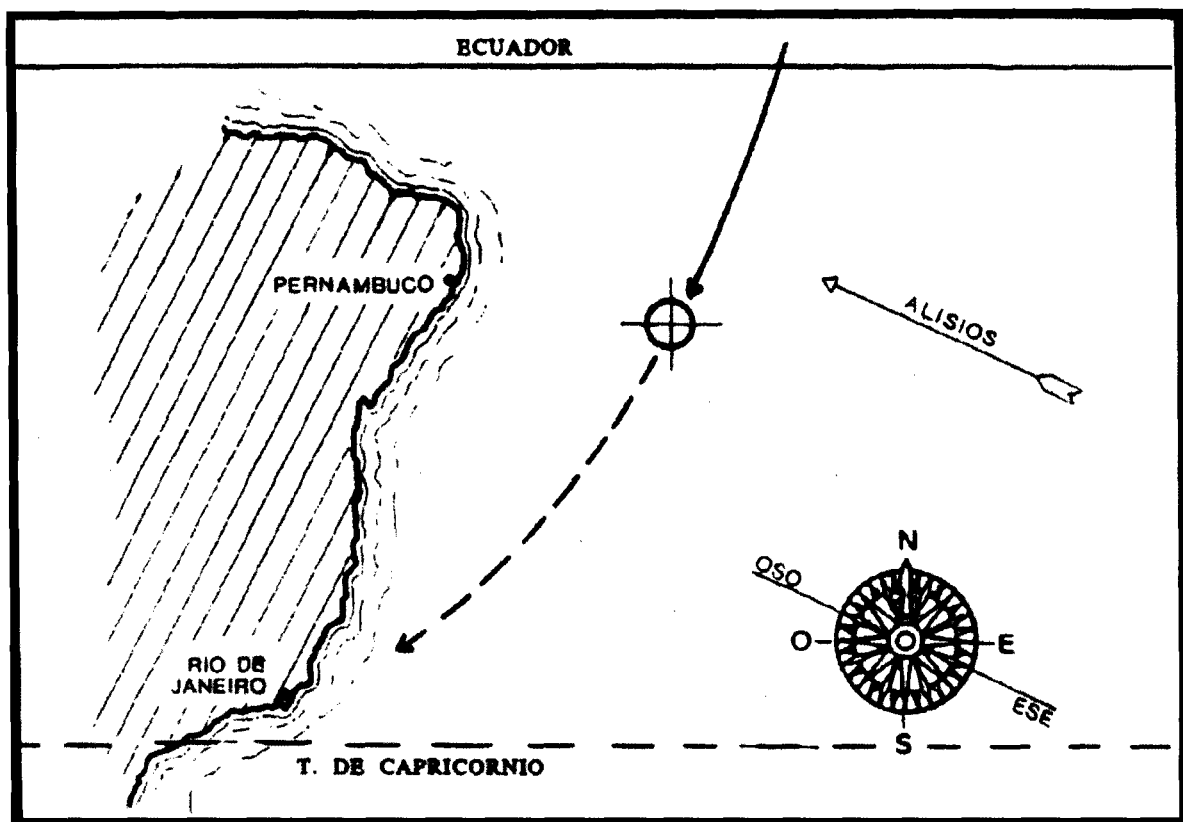 ECUADOR
PERNAMBUCO
ALISIOS
N
OSO
O
E
ESE
S
RIO DE
JANEIRO
T. DE CAPRICORNIO